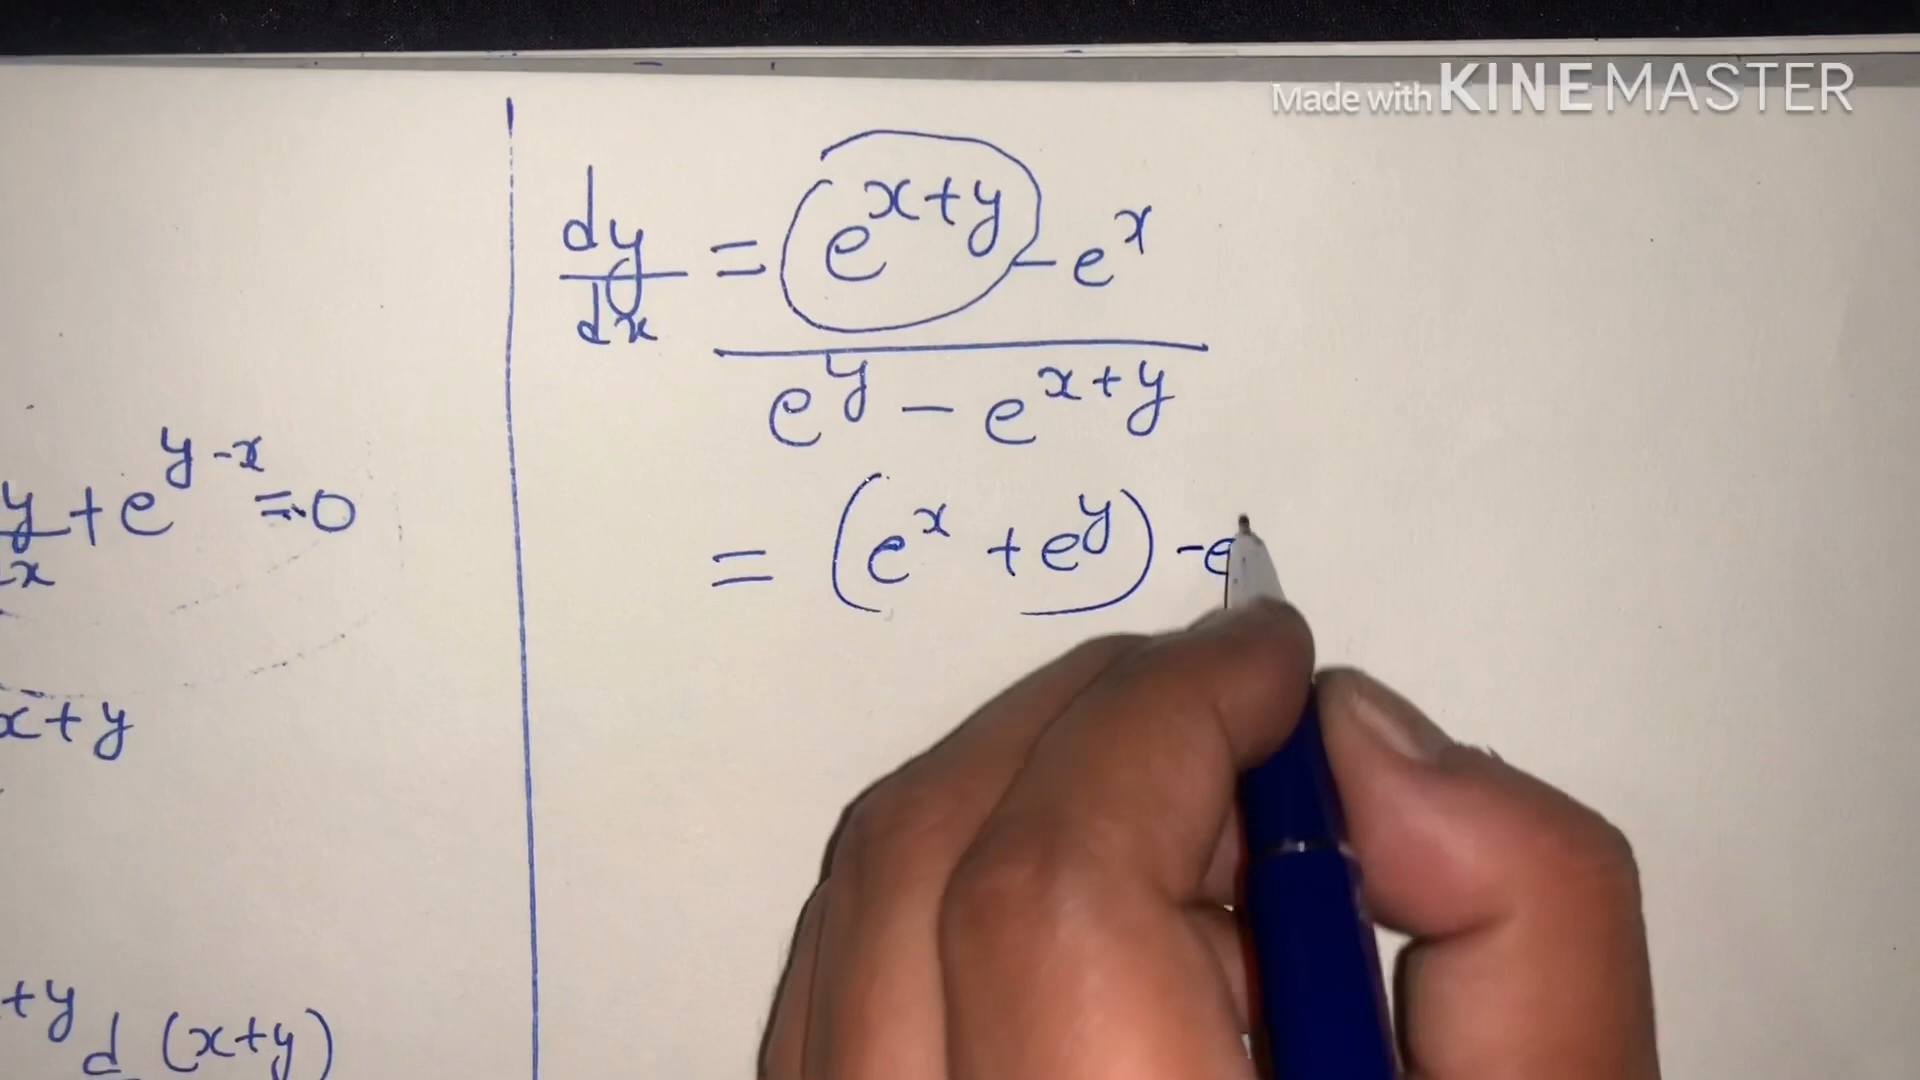 Made with KINEMASTER
dy/dx = e^(x+y) - e^x
e^y - e^(x+y)
= (e^x + e^y) - e
y/x + e^(y-x) = 0
x+y
+y d (x+y)